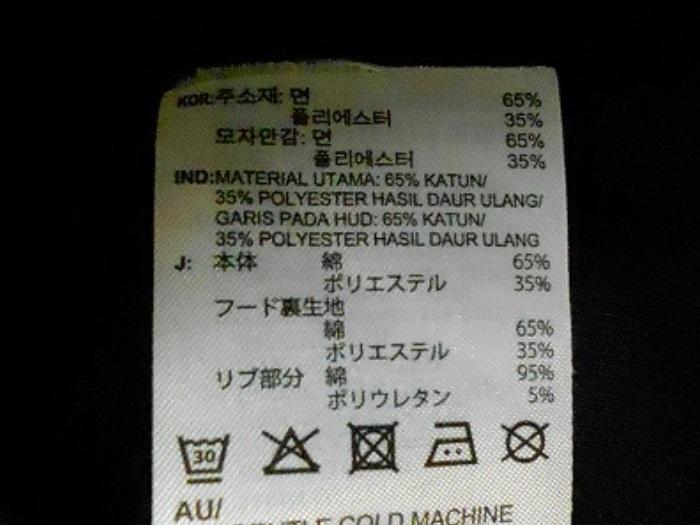 KOR:주소재: 면 65%
폴리에스터 35%
모자안감: 면 65%
폴리에스터 35%
IND:MATERIAL UTAMA: 65% KATUN/
35% POLYESTER HASIL DAUR ULANG/
GARIS PADA HUD: 65% KATUN/
35% POLYESTER HASIL DAUR ULANG
J: 本体 綿 65%
ポリエステル 35%
フード裏生地
綿 65%
ポリエステル 35%
リブ部分 綿 95%
ポリウレタン 5%
30
AU/
GENTLE COLD MACHINE